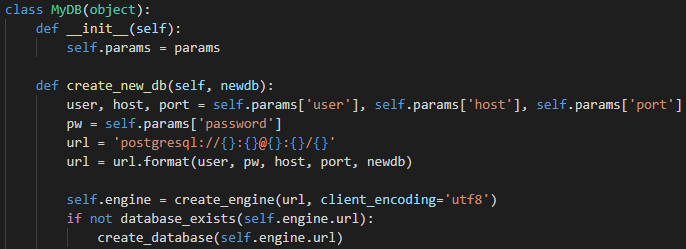 class MyDB(object):
    def __init__(self):
        self.params = params

    def create_new_db(self, newdb):
        user, host, port = self.params['user'], self.params['host'], self.params['port']
        pw = self.params['password']
        url = 'postgresql://{}:{}@{}:{}/{}'
        url = url.format(user, pw, host, port, newdb)

        self.engine = create_engine(url, client_encoding='utf8')
        if not database_exists(self.engine.url):
            create_database(self.engine.url)